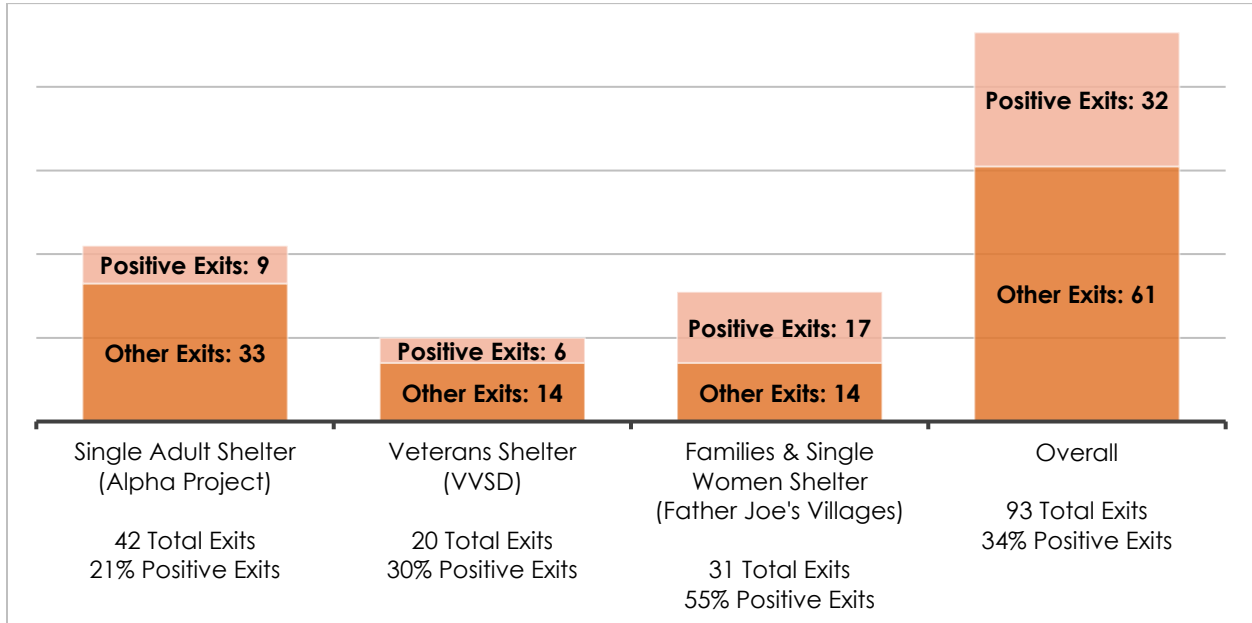 Positive Exits: 32
Positive Exits: 9
Other Exits: 61
Positive Exits: 17
Other Exits: 33
Positive Exits: 6
Other Exits: 14
Other Exits: 14
Single Adult Shelter
(Alpha Project)
42 Total Exits
21% Positive Exits
Veterans Shelter
(VVSD)
20 Total Exits
30% Positive Exits
Families & Single
Women Shelter
(Father Joe's Villages)
31 Total Exits
55% Positive Exits
Overall
93 Total Exits
34% Positive Exits